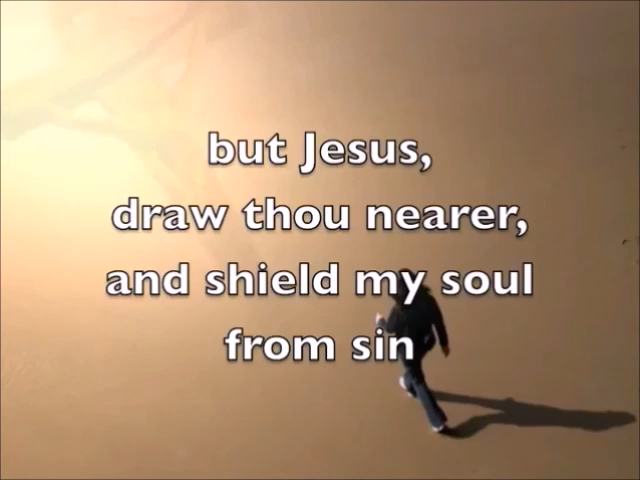 but Jesus,
draw thou nearer,
and shield my soul
from sin